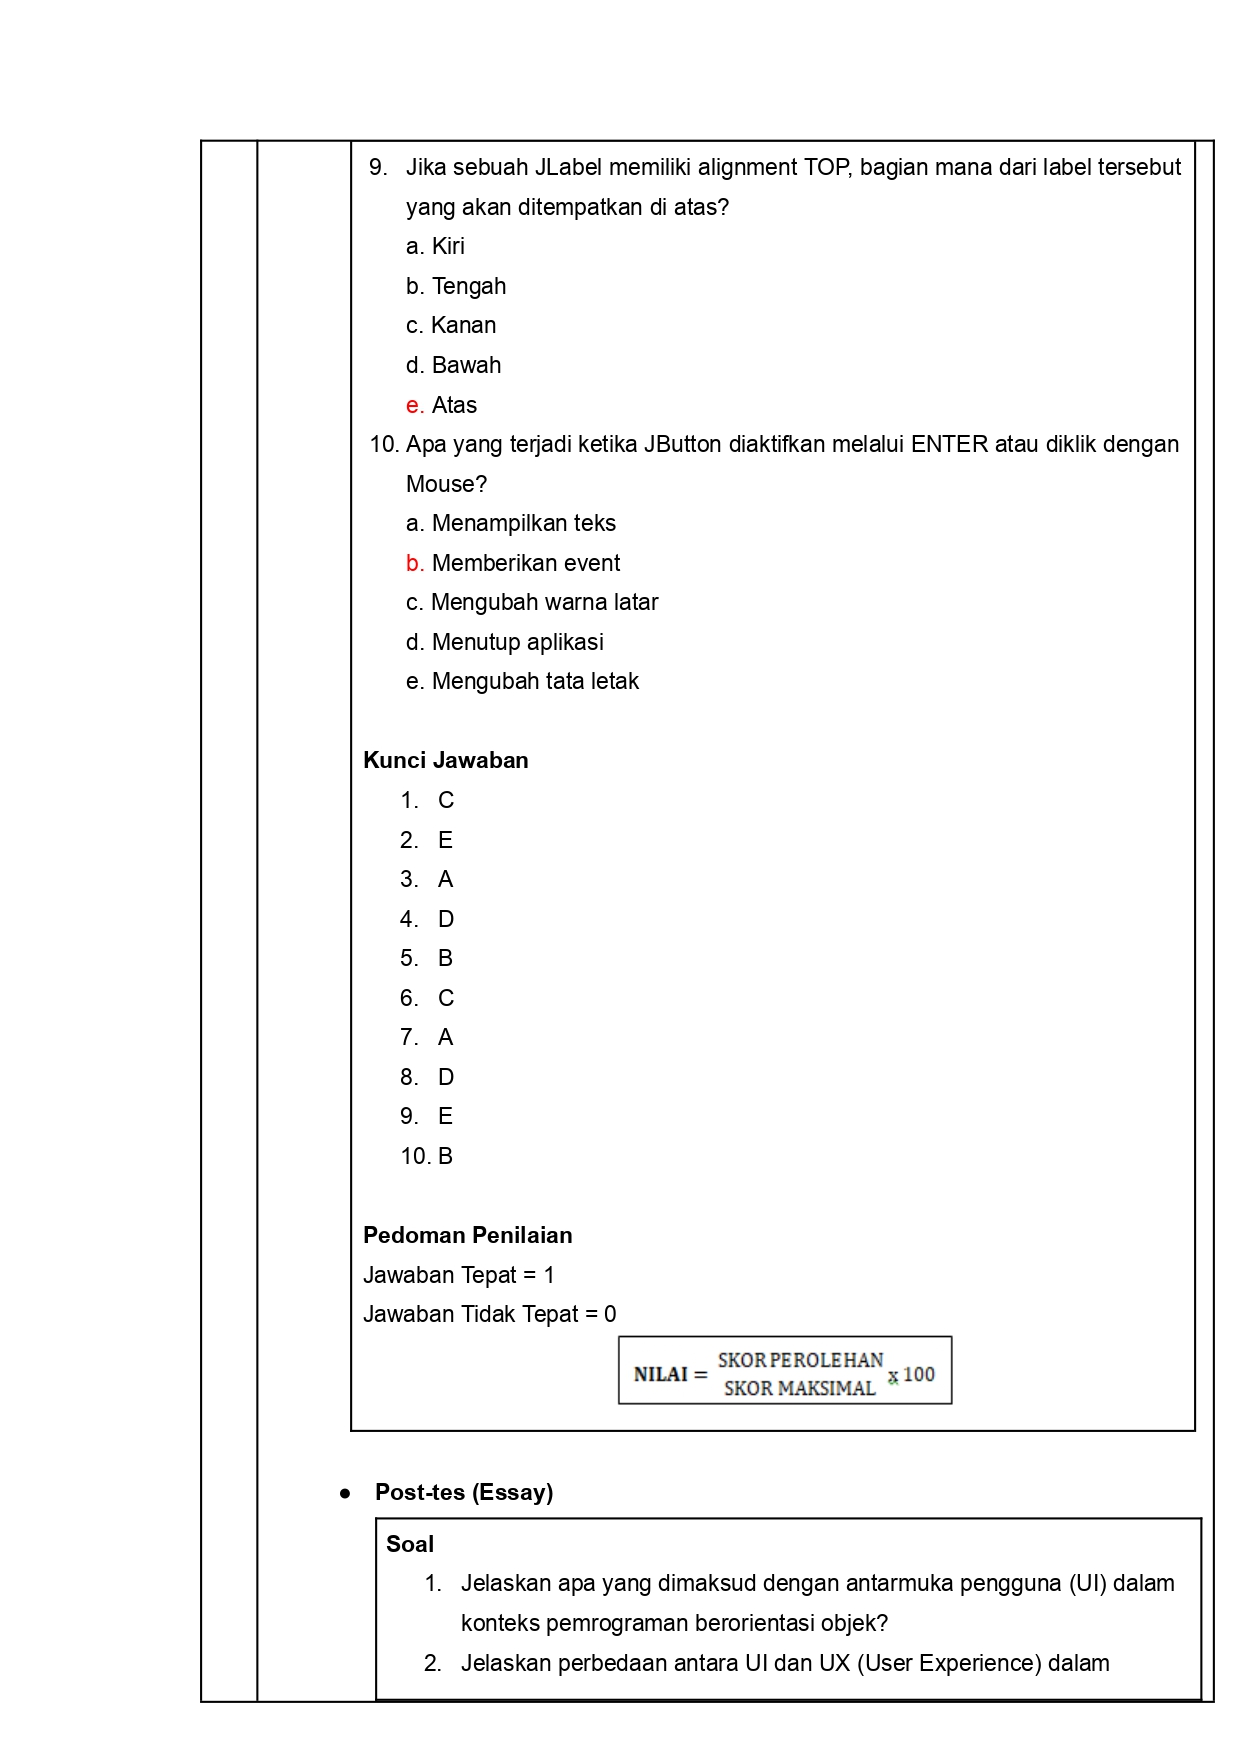 9. Jika sebuah JLabel memiliki alignment TOP, bagian mana dari label tersebut
yang akan ditempatkan di atas?
a. Kiri
b. Tengah
c. Kanan
d. Bawah
e. Atas
10. Apa yang terjadi ketika JButton diaktifkan melalui ENTER atau diklik dengan
Mouse?
a. Menampilkan teks
b. Memberikan event
c. Mengubah warna latar
d. Menutup aplikasi
e. Mengubah tata letak
Kunci Jawaban
1. C
2. E
3. A
4. D
5. B
6. C
7. A
8. D
9. E
10. B
Pedoman Penilaian
Jawaban Tepat = 1
Jawaban Tidak Tepat = 0
NILAI = SKOR PEROLEHAN / SKOR MAKSIMAL x 100
● Post-tes (Essay)
Soal
1. Jelaskan apa yang dimaksud dengan antarmuka pengguna (UI) dalam
konteks pemrograman berorientasi objek?
2. Jelaskan perbedaan antara UI dan UX (User Experience) dalam